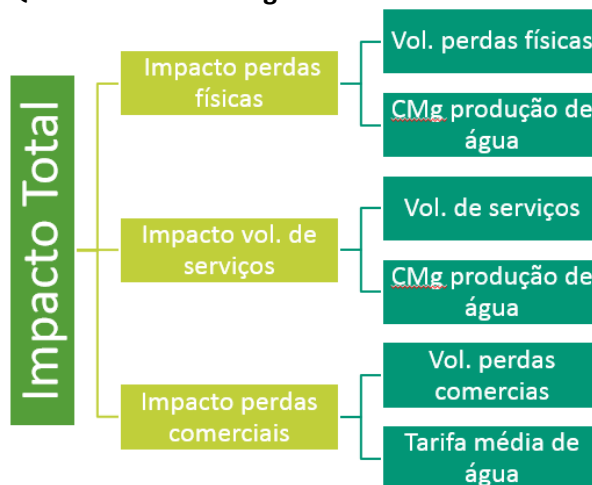 Impacto Total
Impacto perdas
físicas
Vol. perdas físicas
CMg produção de
água
Impacto vol. de
serviços
Vol. de serviços
CMg produção de
água
Impacto perdas
comerciais
Vol. perdas
comercias
Tarifa média de
água